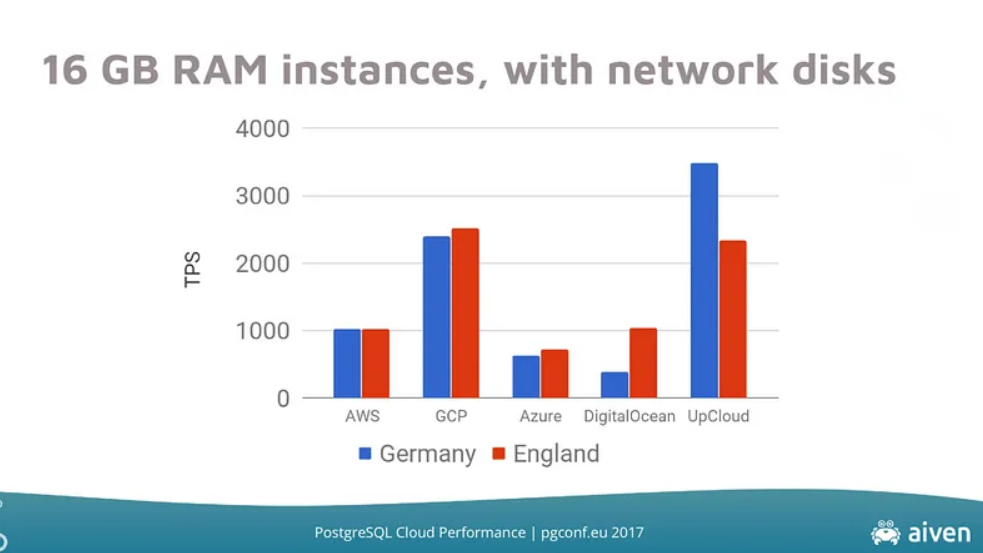 16 GB RAM instances, with network disks
4000
3000
2000
1000
0
TPS
AWS GCP Azure DigitalOcean UpCloud
Germany England
PostgreSQL Cloud Performance | pgconf.eu 2017
aiven